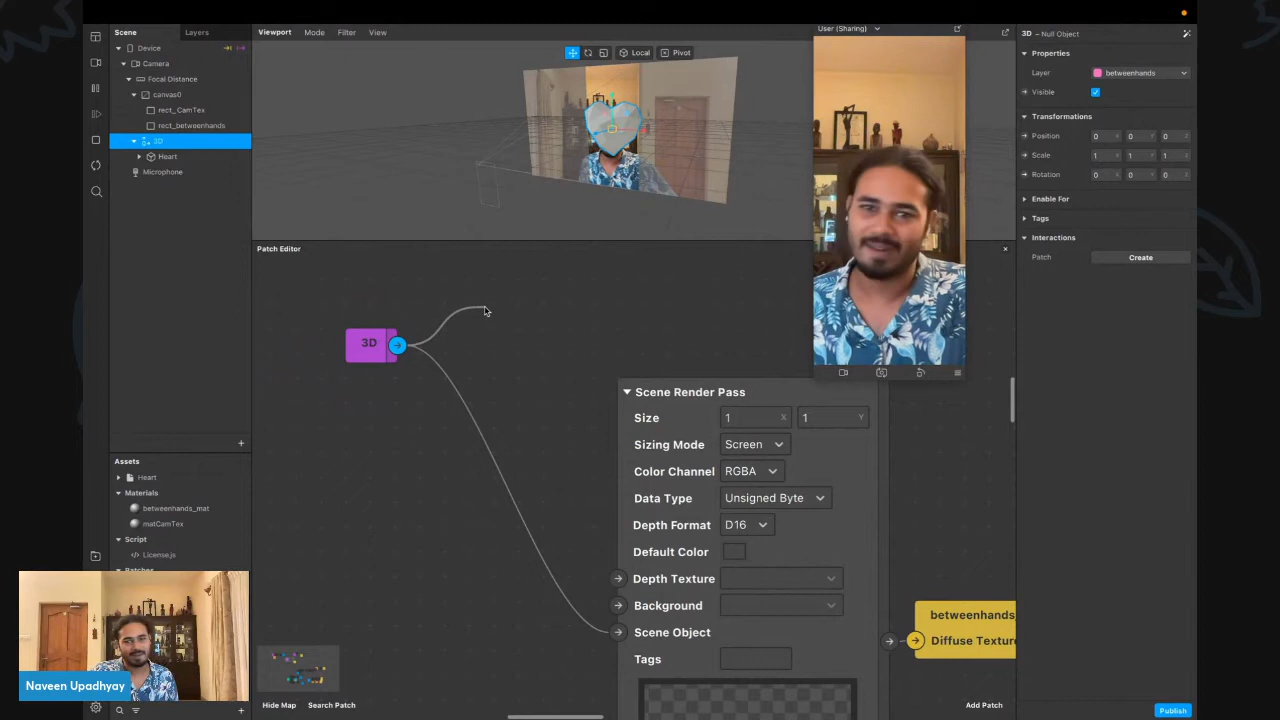 Scene
Layers
Device
Camera
Focal Distance
canvas0
rect_CamTex
rect_betweenhands
3D
Heart
Microphone
Assets
Heart
Materials
betweenhands_mat
matCamTex
Script
License.js
Patches
Naveen Upadhyay
Viewport
Mode
Filter
View
Local
Pivot
User (Sharing)
Patch Editor
3D
Scene Render Pass
Size
1 X
1 Y
Sizing Mode
Screen
Color Channel
RGBA
Data Type
Unsigned Byte
Depth Format
D16
Default Color
Depth Texture
Background
Scene Object
Tags
betweenhands_
Diffuse Texture
Hide Map
Search Patch
Add Patch
3D – Null Object
Properties
Layer
betweenhands
Visible
Transformations
Position 0 X 0 Y 0 Z
Scale 1 X 1 Y 1 Z
Rotation 0 X 0 Y 0 Z
Enable For
Tags
Interactions
Patch
Create
Publish